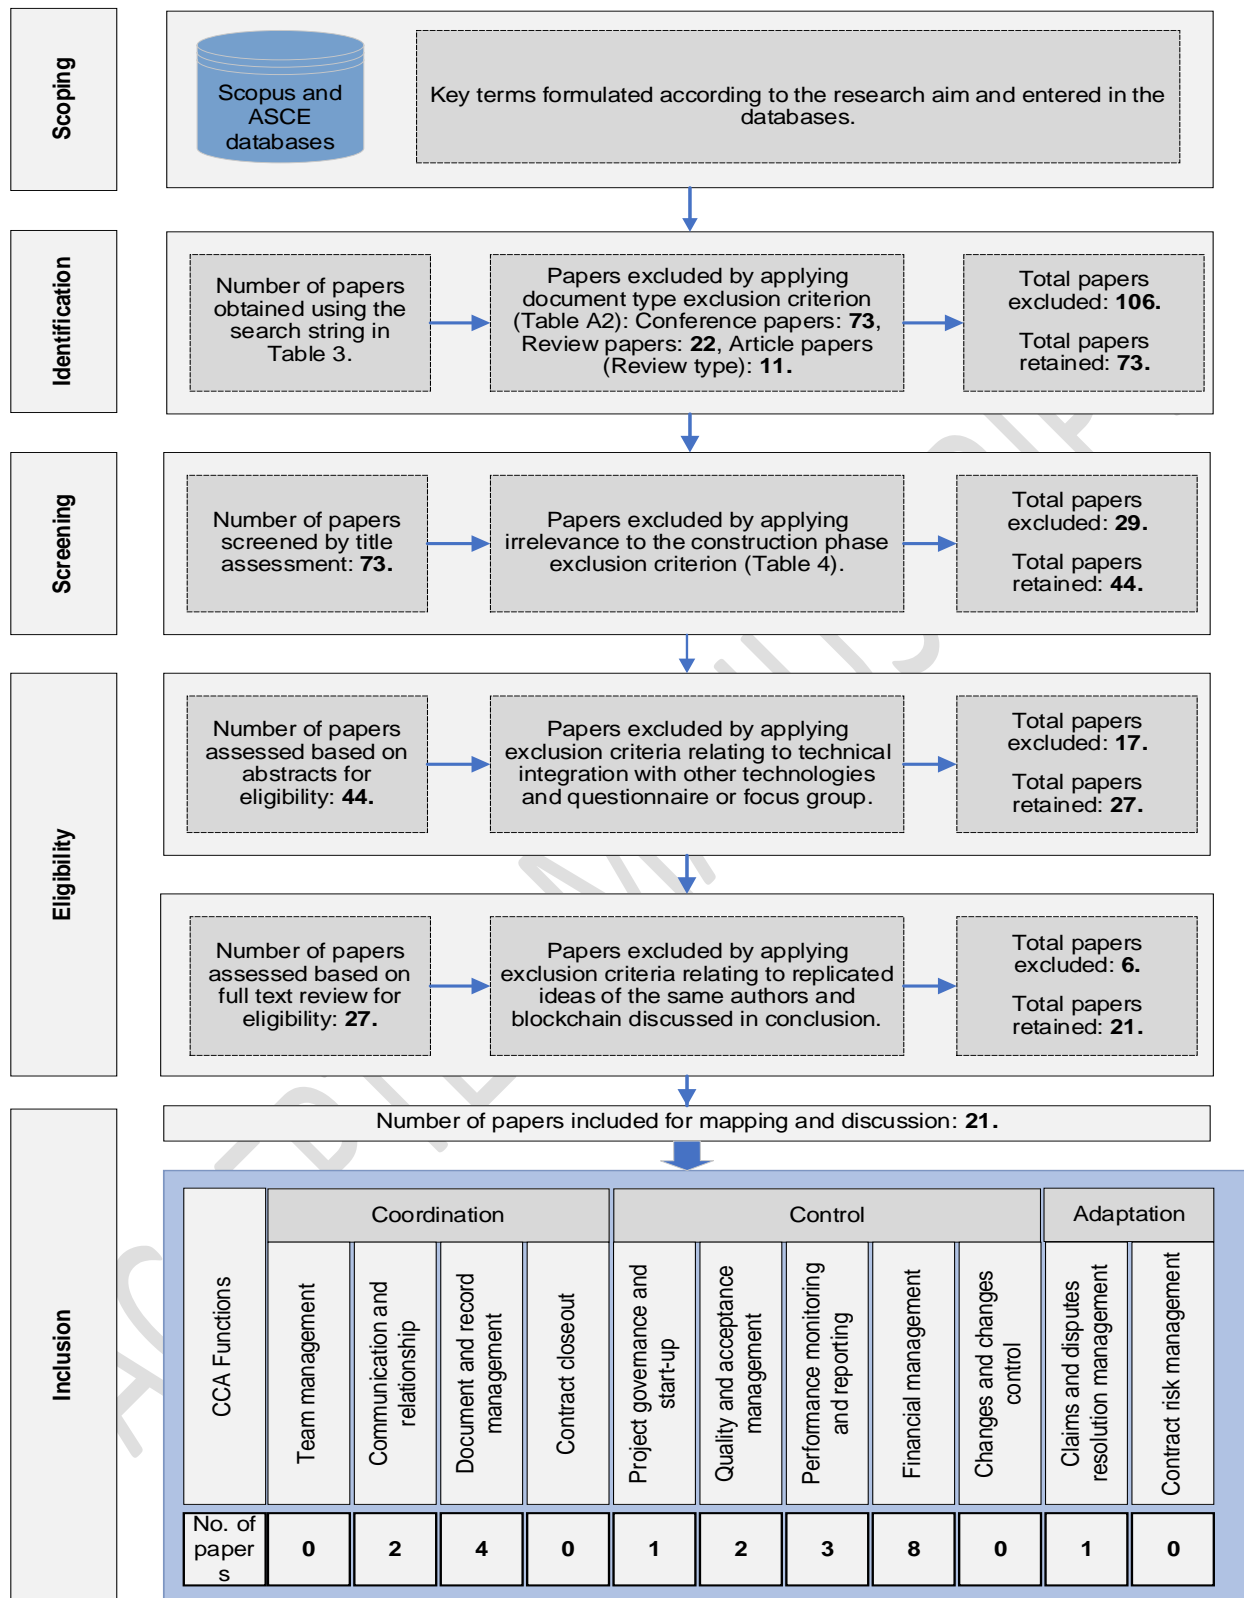 Scoping
Scopus and
ASCE
databases
Key terms formulated according to the research aim and entered in the
databases.
Identification
Number of papers
obtained using the
search string in
Table 3.
Papers excluded by applying
document type exclusion criterion
(Table A2): Conference papers: 73,
Review papers: 22, Article papers
(Review type): 11.
Total papers
excluded: 106.
Total papers
retained: 73.
Screening
Number of papers
screened by title
assessment: 73.
Papers excluded by applying
irrelevance to the construction phase
exclusion criterion (Table 4).
Total papers
excluded: 29.
Total papers
retained: 44.
Eligibility
Number of papers
assessed based on
abstracts for
eligibility: 44.
Papers excluded by applying
exclusion criteria relating to technical
integration with other technologies
and questionnaire or focus group.
Total papers
excluded: 17.
Total papers
retained: 27.
Number of papers
assessed based on
full text review for
eligibility: 27.
Papers excluded by applying
exclusion criteria relating to replicated
ideas of the same authors and
blockchain discussed in conclusion.
Total papers
excluded: 6.
Total papers
retained: 21.
Inclusion
Number of papers included for mapping and discussion: 21.
CCA Functions
Coordination
Control
Adaptation
Team management
Communication and
relationship
Document and record
management
Contract closeout
Project governance and
start-up
Quality and acceptance
management
Performance monitoring
and reporting
Financial management
Changes and changes
control
Claims and disputes
resolution management
Contract risk management
No. of
paper
s
0
2
4
0
1
2
3
8
0
1
0